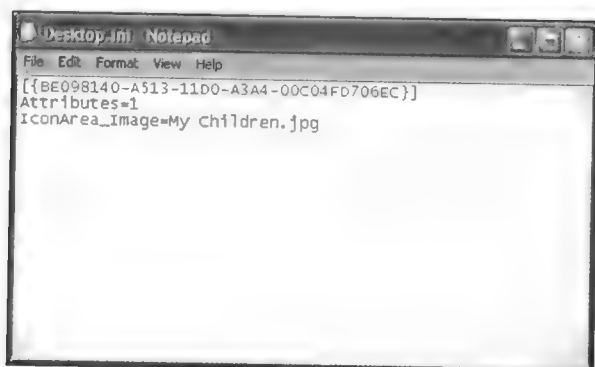 Desktop.ini Notepad
File Edit Format View Help
[{BE098140-A513-11D0-A3A4-00C04FD706EC}]
Attributes=1
IconArea_Image=My Children.jpg